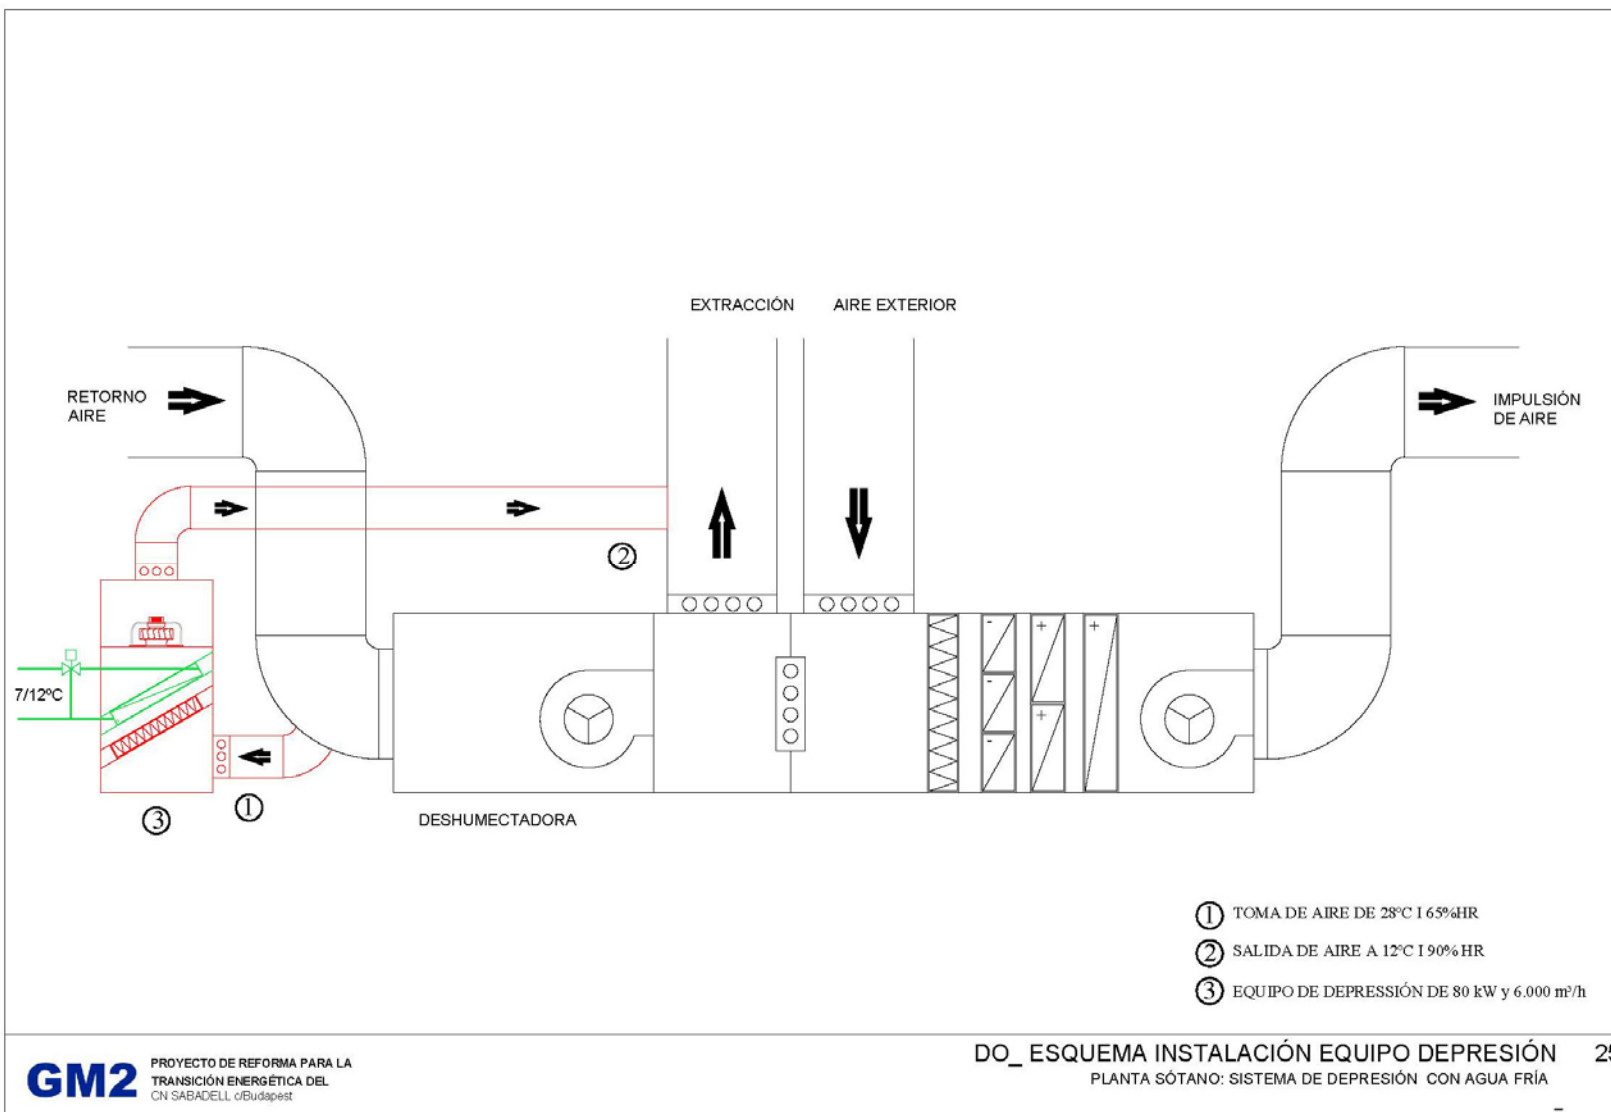 EXTRACCIÓN
AIRE EXTERIOR
RETORNO
AIRE
IMPULSIÓN
DE AIRE
2
7/12ºC
- + +
- +
-
1
3
DESHUMECTADORA
1 TOMA DE AIRE DE 28ºC I 65%HR
2 SALIDA DE AIRE A 12ºC I 90% HR
3 EQUIPO DE DEPRESSIÓN DE 80 kW y 6.000 m³/h
GM2
PROYECTO DE REFORMA PARA LA
TRANSICIÓN ENERGÉTICA DEL
CN SABADELL c/Budapest
DO_ ESQUEMA INSTALACIÓN EQUIPO DEPRESIÓN
PLANTA SÓTANO: SISTEMA DE DEPRESIÓN CON AGUA FRÍA